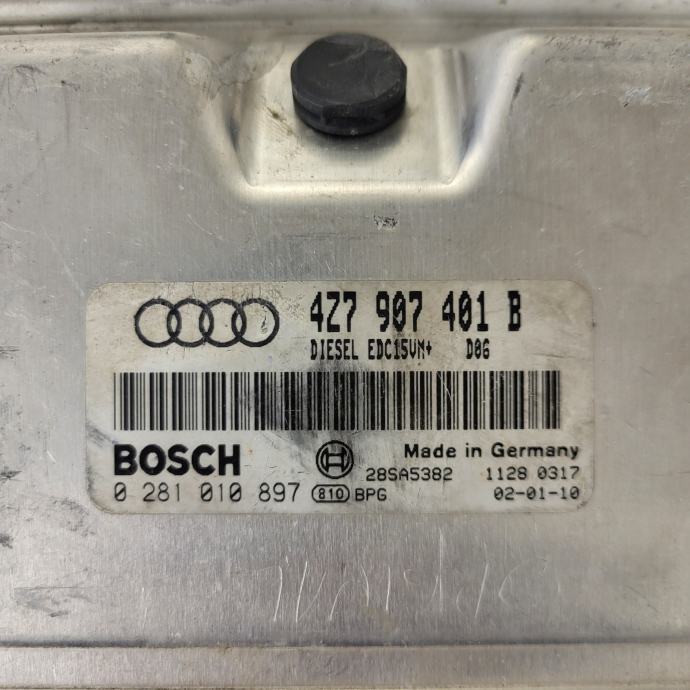 4Z7 907 401 B
DIESEL EDC15VM+ D06
BOSCH Made in Germany
28SA5382 1128 0317
0 281 010 897 810 BPG 02-01-10